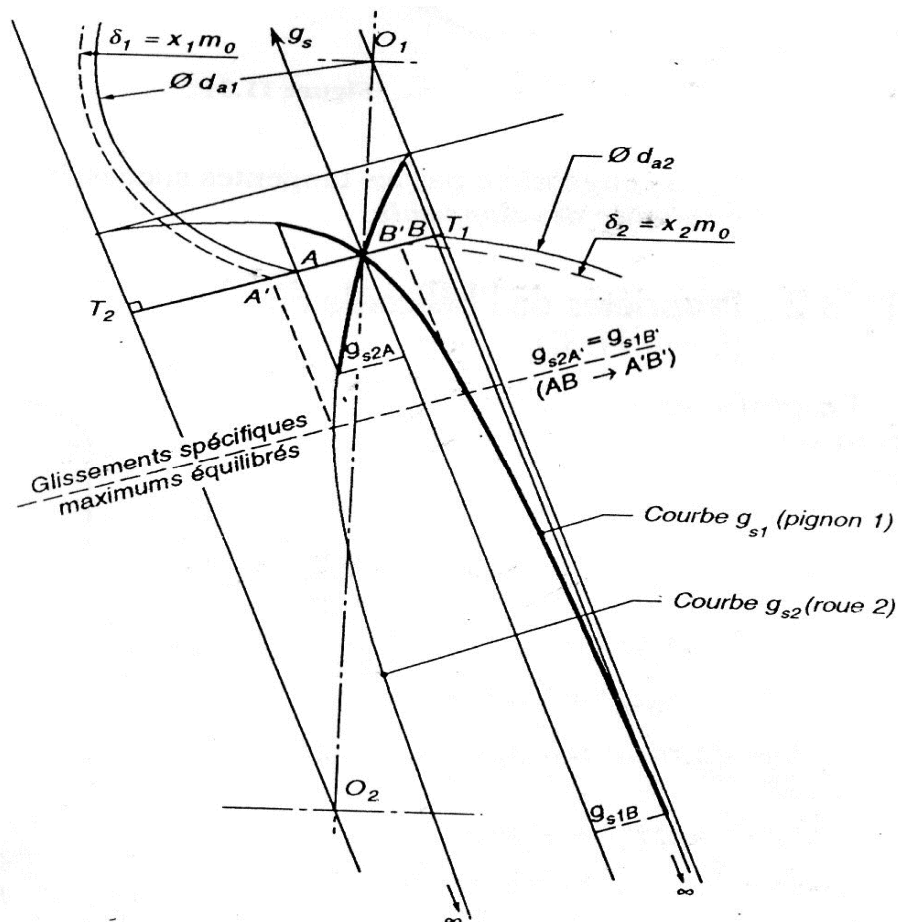 δ₁ = x₁m₀
Ø dₐ₁
gₛ
O₁
Ø dₐ₂
δ₂ = x₂m₀
A
B'
B
T₁
A'
T₂
gₛ₂A
gₛ₂A' = gₛ₁B'
(AB → A'B')
Glissements spécifiques
maximums équilibrés
Courbe gₛ₁ (pignon 1)
Courbe gₛ₂ (roue 2)
O₂
gₛ₁B
∞
∞